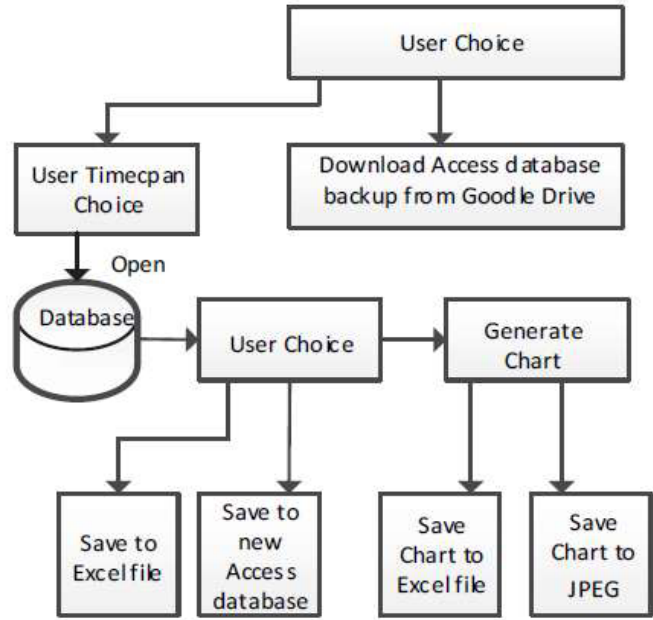 User Choice
User Timecpan
Choice
Download Access database
backup from Goodle Drive
Open
Database
User Choice
Generate
Chart
Save to
Excel file
Save to
new
Access
database
Save
Chart to
Excel file
Save
Chart to
JPEG